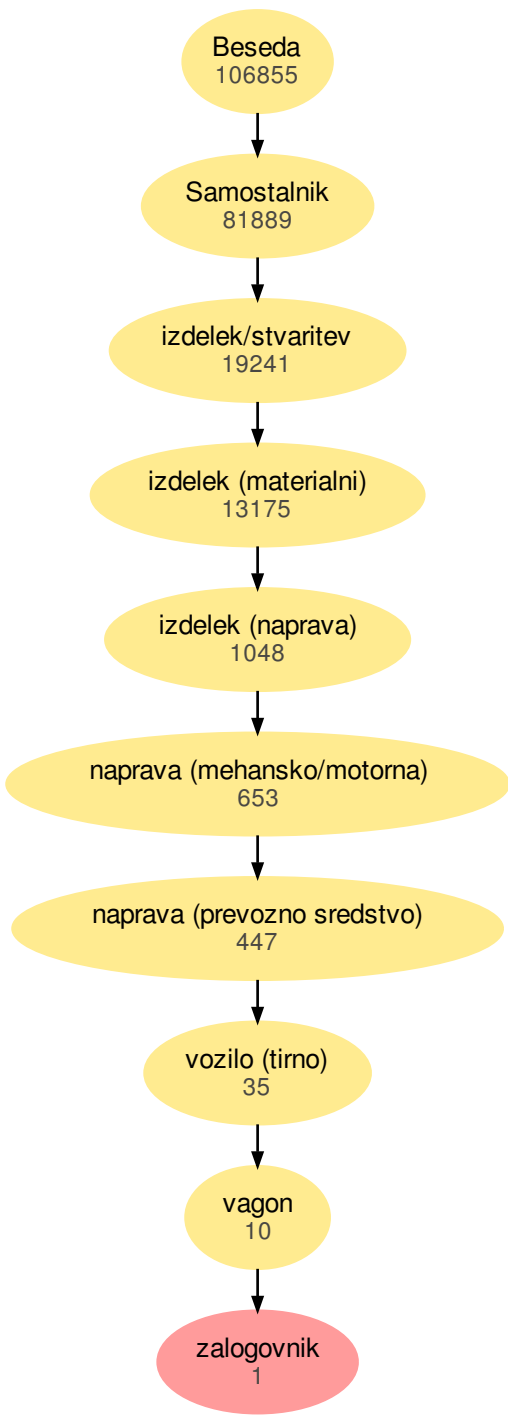 Beseda
106855
Samostalnik
81889
izdelek/stvaritev
19241
izdelek (materialni)
13175
izdelek (naprava)
1048
naprava (mehansko/motorna)
653
naprava (prevozno sredstvo)
447
vozilo (tirno)
35
vagon
10
zalogovnik
1